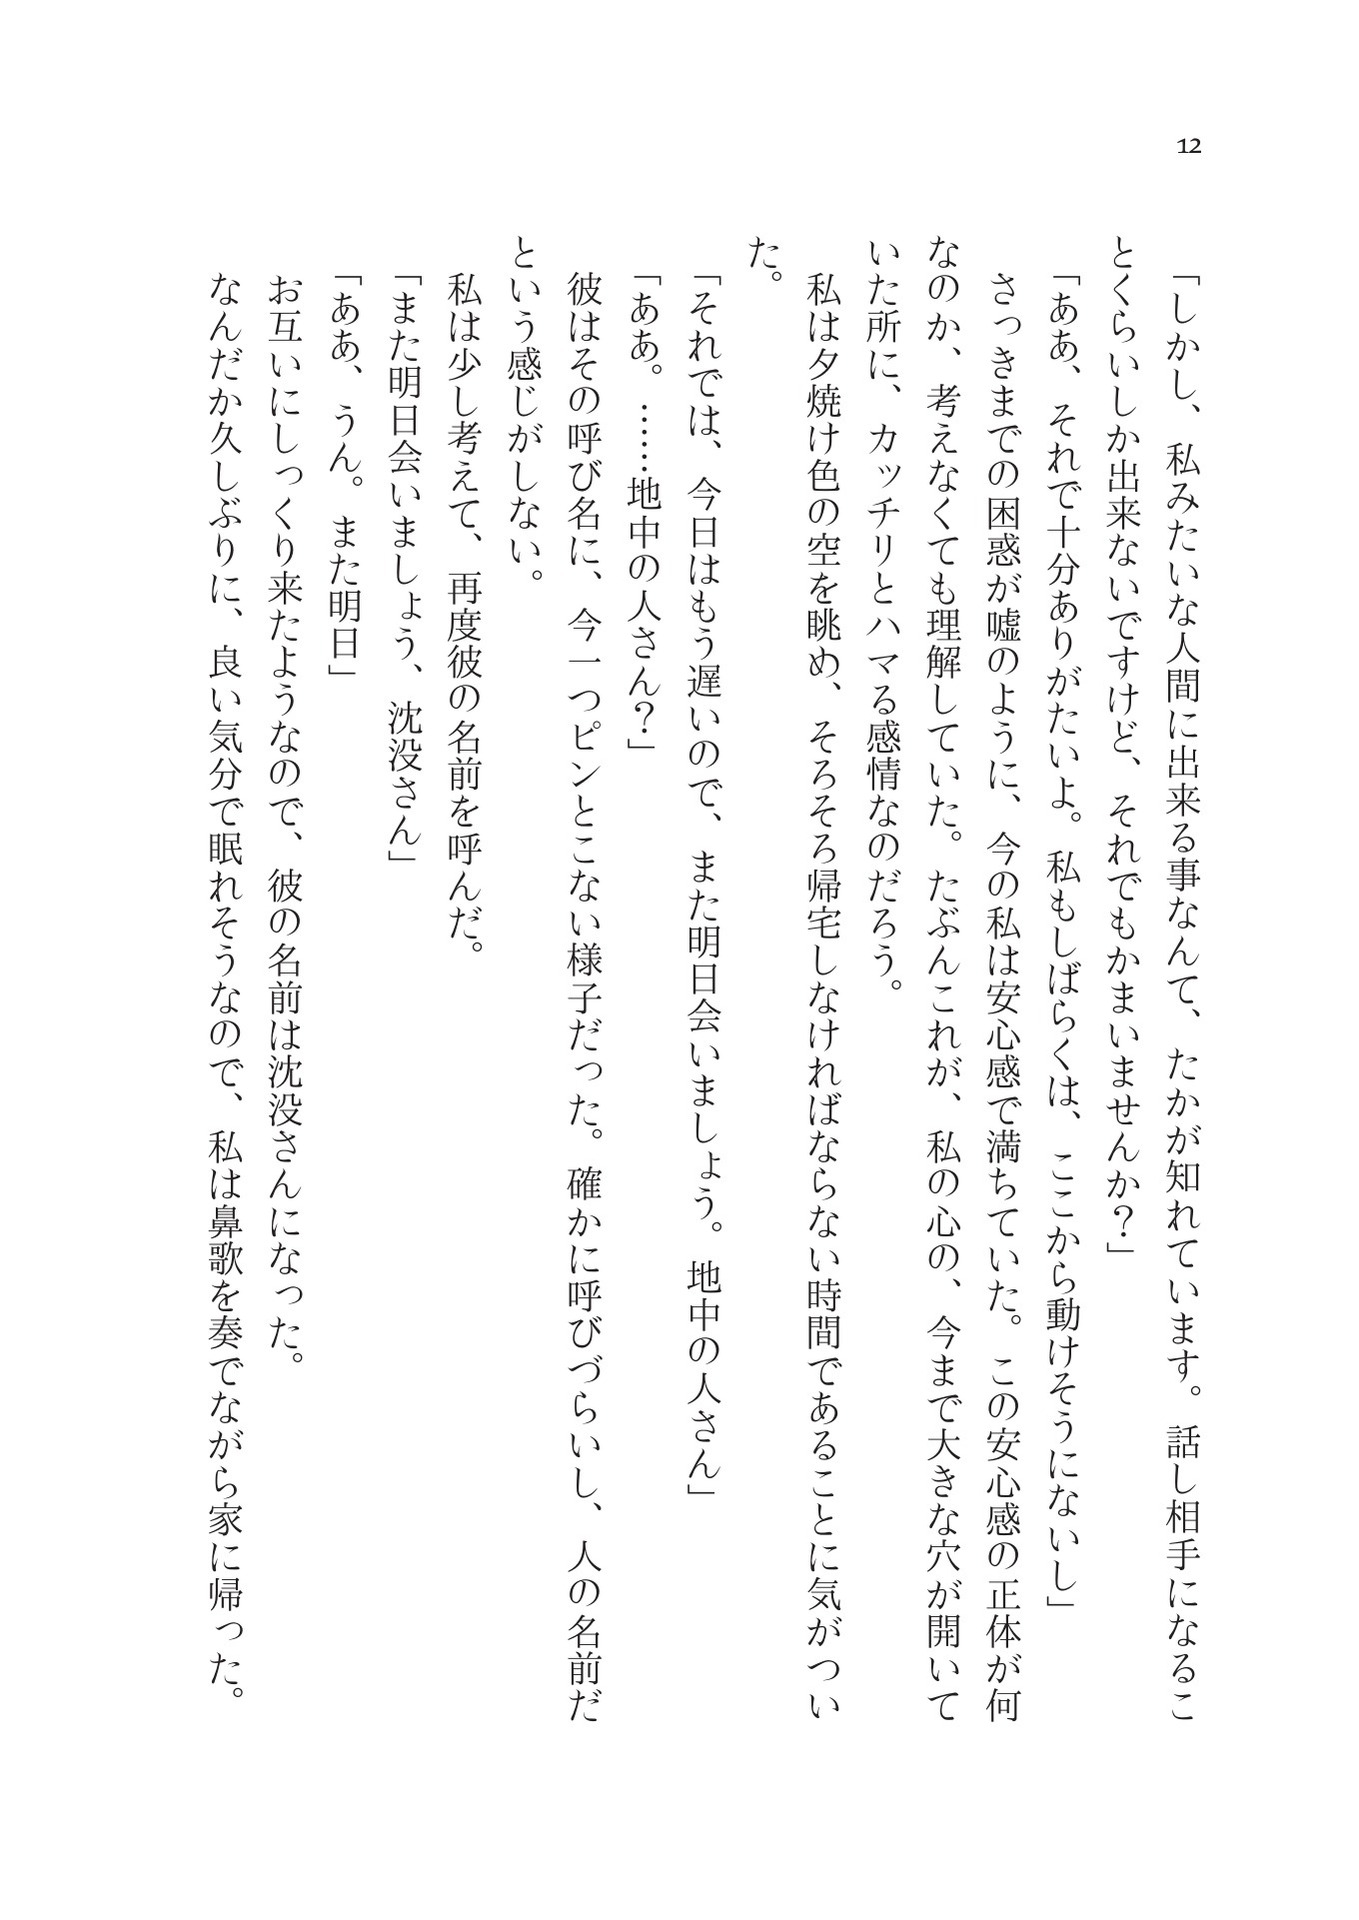 12
「しかし、私みたいな人間に出来る事なんて、たかが知れています。話し相手になるこ
とくらいしか出来ないですけど、それでもかまいませんか？」
「ああ、それで十分ありがたいよ。私もしばらくは、ここから動けそうにないし」
さっきまでの困惑が嘘のように、今の私は安心感で満ちていた。この安心感の正体が何
なのか、考えなくても理解していた。たぶんこれが、私の心の、今まで大きな穴が開いて
いた所に、カッチリとハマる感情なのだろう。
私は夕焼け色の空を眺め、そろそろ帰宅しなければならない時間であることに気がつい
た。
「それでは、今日はもう遅いので、また明日会いましょう。地中の人さん」
「ああ。……地中の人さん？」
彼はその呼び名に、今一つピンとこない様子だった。確かに呼びづらいし、人の名前だ
という感じがしない。
私は少し考えて、再度彼の名前を呼んだ。
「また明日会いましょう、沈没さん」
「ああ、うん。また明日」
お互いにしっくり来たようなので、彼の名前は沈没さんになった。
なんだか久しぶりに、良い気分で眠れそうなので、私は鼻歌を奏でながら家に帰った。